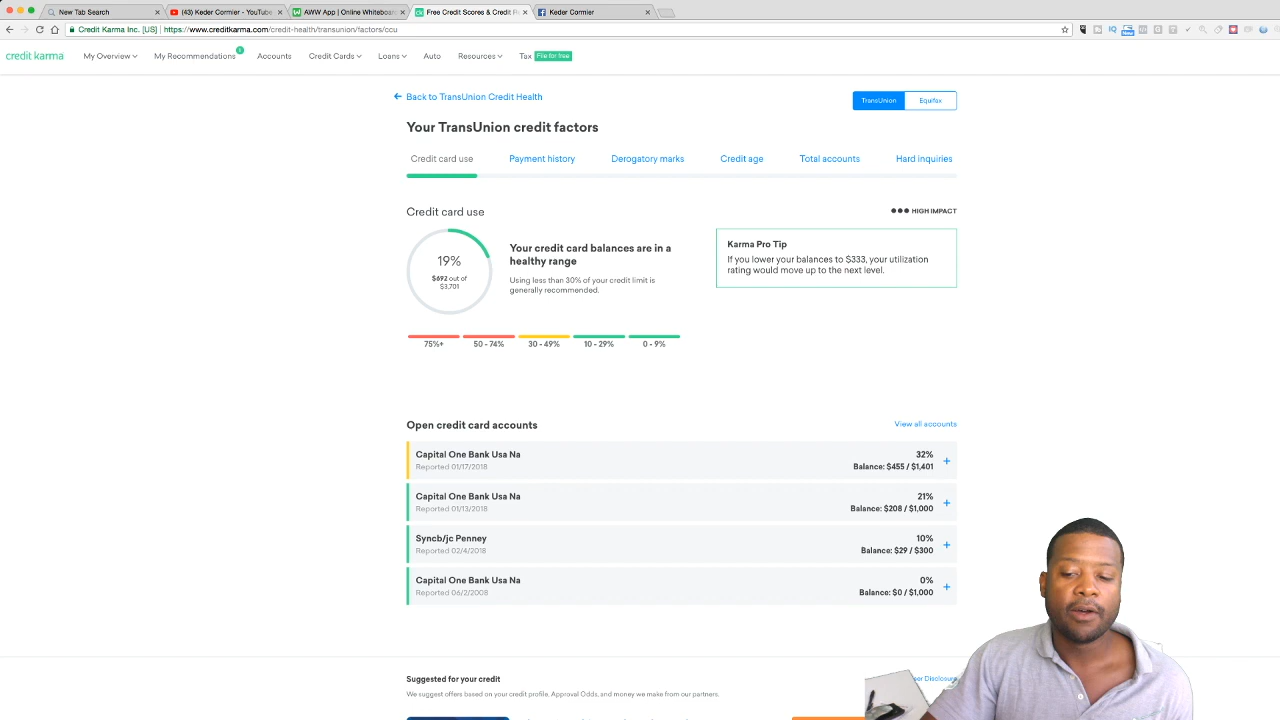 New Tab Search
(43) Keder Cormier - YouTube
AWW App | Online Whiteboar
Free Credit Scores & Credit R
Keder Cormier
Credit Karma Inc. [US]
https://www.creditkarma.com/credit-health/transunion/factors/ccu
credit karma
My Overview
My Recommendations
1
Accounts
Credit Cards
Loans
Auto
Resources
Tax
File for free
Back to TransUnion Credit Health
TransUnion
Equifax
Your TransUnion credit factors
Credit card use
Payment history
Derogatory marks
Credit age
Total accounts
Hard inquiries
Credit card use
HIGH IMPACT
19%
$692 out of
$3,701
Your credit card balances are in a
healthy range
Using less than 30% of your credit limit is
generally recommended.
Karma Pro Tip
If you lower your balances to $333, your utilization
rating would move up to the next level.
75%+
50 - 74%
30 - 49%
10 - 29%
0 - 9%
Open credit card accounts
View all accounts
Capital One Bank Usa Na
32%
Reported 01/17/2018
Balance: $455 / $1,401
Capital One Bank Usa Na
21%
Reported 01/13/2018
Balance: $208 / $1,000
Syncb/jc Penney
10%
Reported 02/4/2018
Balance: $29 / $300
Capital One Bank Usa Na
0%
Reported 06/2/2008
Balance: $0 / $1,000
Suggested for your credit
Disclosure
We suggest offers based on your credit profile, Approval Odds, and money we make from our partners.